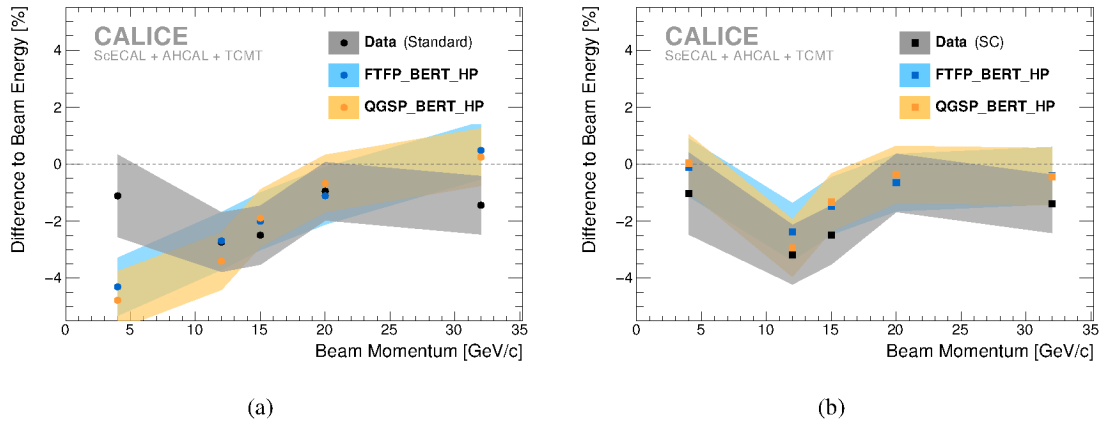 Difference to Beam Energy [%]
CALICE
ScECAL + AHCAL + TCMT
Data (Standard)
FTFP_BERT_HP
QGSP_BERT_HP
4
2
0
−2
−4
0 5 10 15 20 25 30 35
Beam Momentum [GeV/c]
(a)
Difference to Beam Energy [%]
CALICE
ScECAL + AHCAL + TCMT
Data (SC)
FTFP_BERT_HP
QGSP_BERT_HP
4
2
0
−2
−4
0 5 10 15 20 25 30 35
Beam Momentum [GeV/c]
(b)